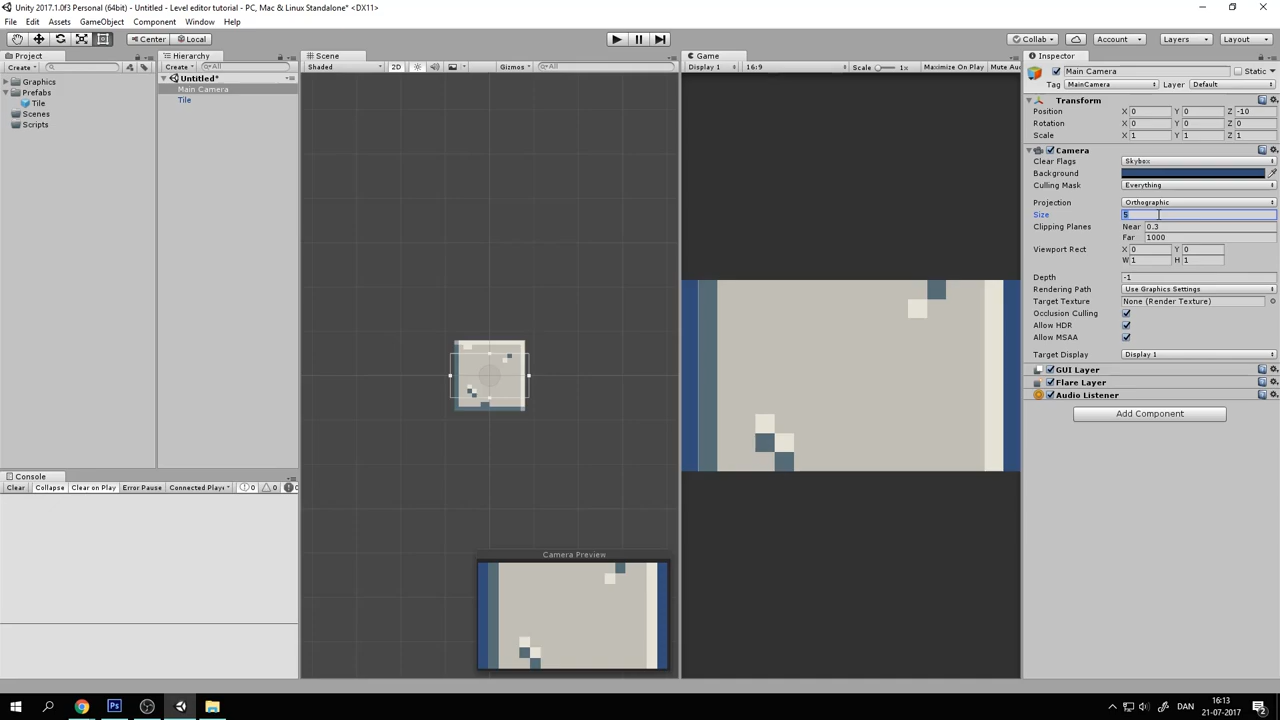 Unity 2017.1.0f3 Personal (64bit) - Untitled - Level editor tutorial - PC, Mac & Linux Standalone* <DX11>
File Edit Assets GameObject Component Window Help
Center Local Collab Account Layers Layout
Project Hierarchy Scene Game Inspector
Create Create All Shaded 2D Gizmos All Display 1 16:9 Scale 1x Maximize On Play Mute Au
Main Camera Static
Tag MainCamera Layer Default
Graphics
Prefabs
Tile
Scenes
Scripts
Untitled*
Main Camera
Tile
Transform
Position X 0 Y 0 Z -10
Rotation X 0 Y 0 Z 0
Scale X 1 Y 1 Z 1
Camera
Clear Flags Skybox
Background
Culling Mask Everything
Projection Orthographic
Size 5
Clipping Planes Near 0.3
Far 1000
Viewport Rect X 0 Y 0
W 1 H 1
Depth -1
Rendering Path Use Graphics Settings
Target Texture None (Render Texture)
Occlusion Culling
Allow HDR
Allow MSAA
Target Display Display 1
GUI Layer
Flare Layer
Audio Listener
Add Component
Console
Clear Collapse Clear on Play Error Pause Connected Play 0 0
Camera Preview
DAN
16:13
21-07-2017
2